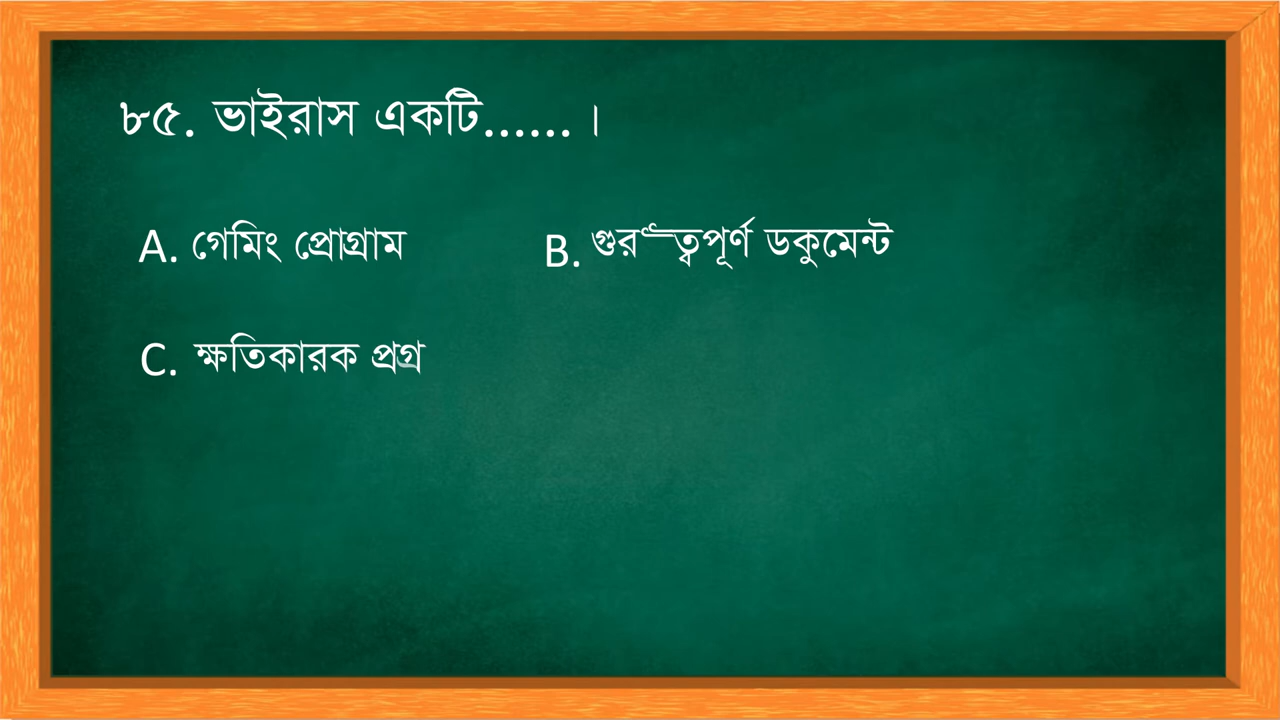 ৮৫. ভাইরাস একটি...... ।
A. গেমিং প্রোগ্রাম B. গুরুত্বপূর্ণ ডকুমেন্ট
C. ক্ষতিকারক প্রগ্র